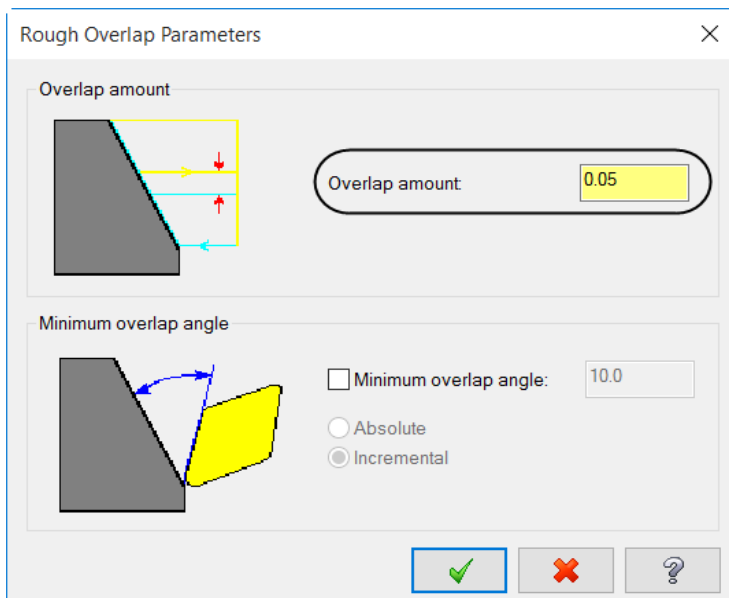 Rough Overlap Parameters
Overlap amount
Overlap amount:
0.05
Minimum overlap angle
Minimum overlap angle:
10.0
Absolute
Incremental